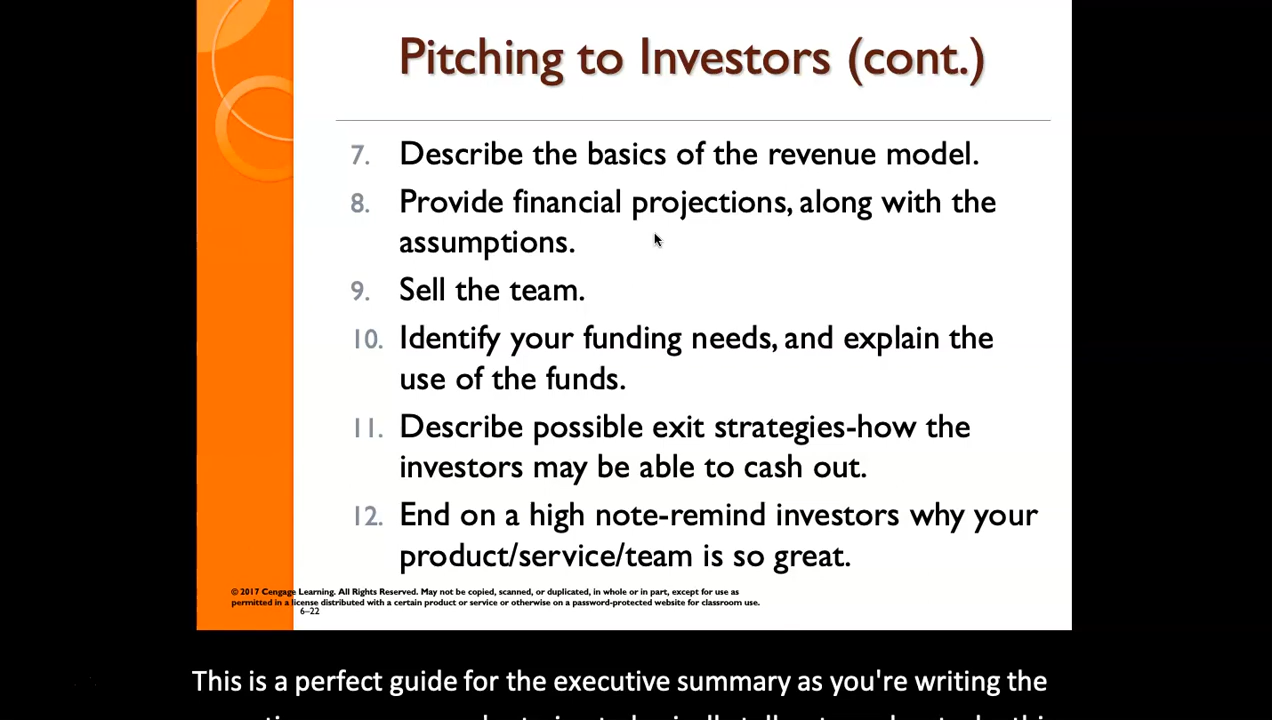 Pitching to Investors (cont.)
7. Describe the basics of the revenue model.
8. Provide financial projections, along with the
assumptions.
9. Sell the team.
10. Identify your funding needs, and explain the
use of the funds.
11. Describe possible exit strategies-how the
investors may be able to cash out.
12. End on a high note-remind investors why your
product/service/team is so great.
© 2017 Cengage Learning. All Rights Reserved. May not be copied, scanned, or duplicated, in whole or in part, except for use as
permitted in a license distributed with a certain product or service or otherwise on a password-protected website for classroom use.
6–22
This is a perfect guide for the executive summary as you're writing the